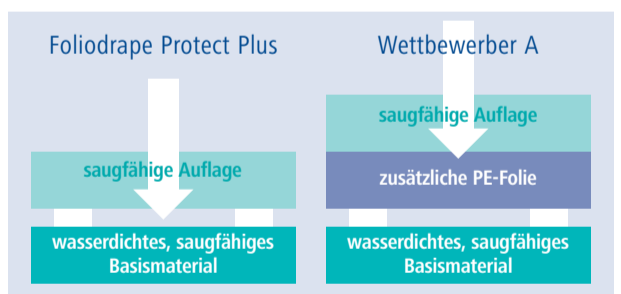 Foliodrape Protect Plus
saugfähige Auflage
wasserdichtes, saugfähiges
Basismaterial
Wettbewerber A
saugfähige Auflage
zusätzliche PE-Folie
wasserdichtes, saugfähiges
Basismaterial